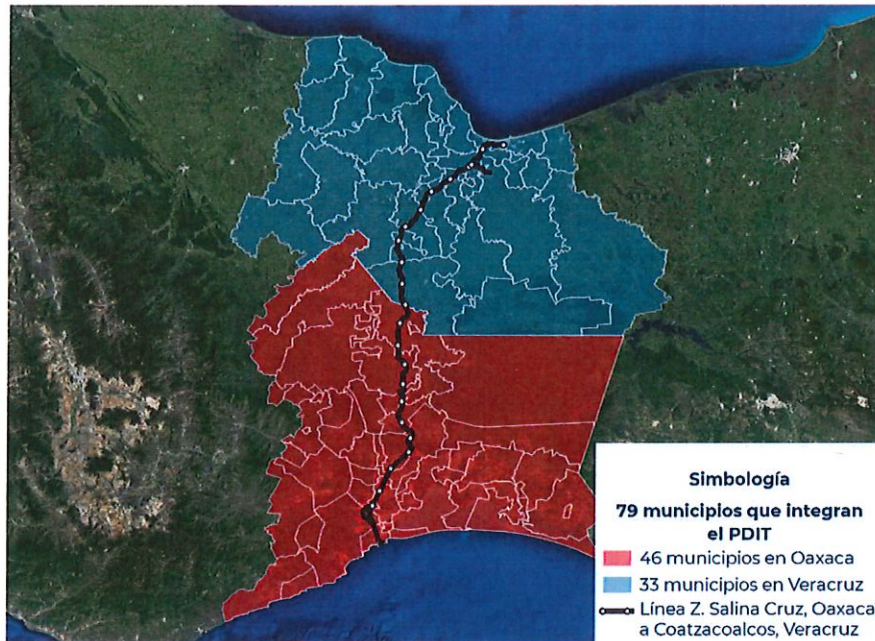 Simbología
79 municipios que integran
el PDIT
46 municipios en Oaxaca
33 municipios en Veracruz
Línea Z. Salina Cruz, Oaxaca
a Coatzacoalcos, Veracruz